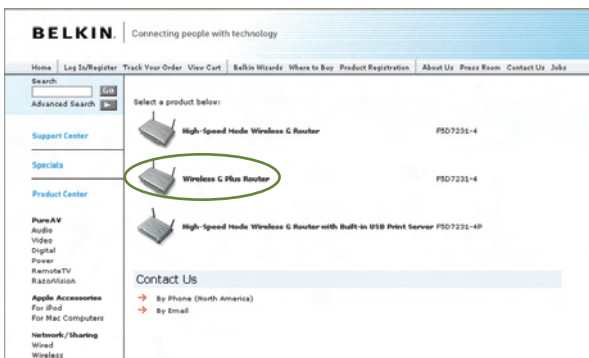 BELKIN. Connecting people with technology
Home Log In/Register Track Your Order View Cart Belkin Wizards Where to Buy Product Registration About Us Press Room Contact Us Jobs
Search
Go
Advanced Search
Support Center
Specials
Product Center
PureAV
Audio
Video
Digital
Power
RemoteTV
RazorVision
Apple Accessories
For iPod
For Mac Computers
Network/Sharing
Wired
Wireless
Select a product below:
High-Speed Mode Wireless G Router F5D7231-4
Wireless G Plus Router F5D7231-4
High-Speed Mode Wireless G Router with Built-in USB Print Server F5D7231-4P
Contact Us
By Phone (North America)
By Email